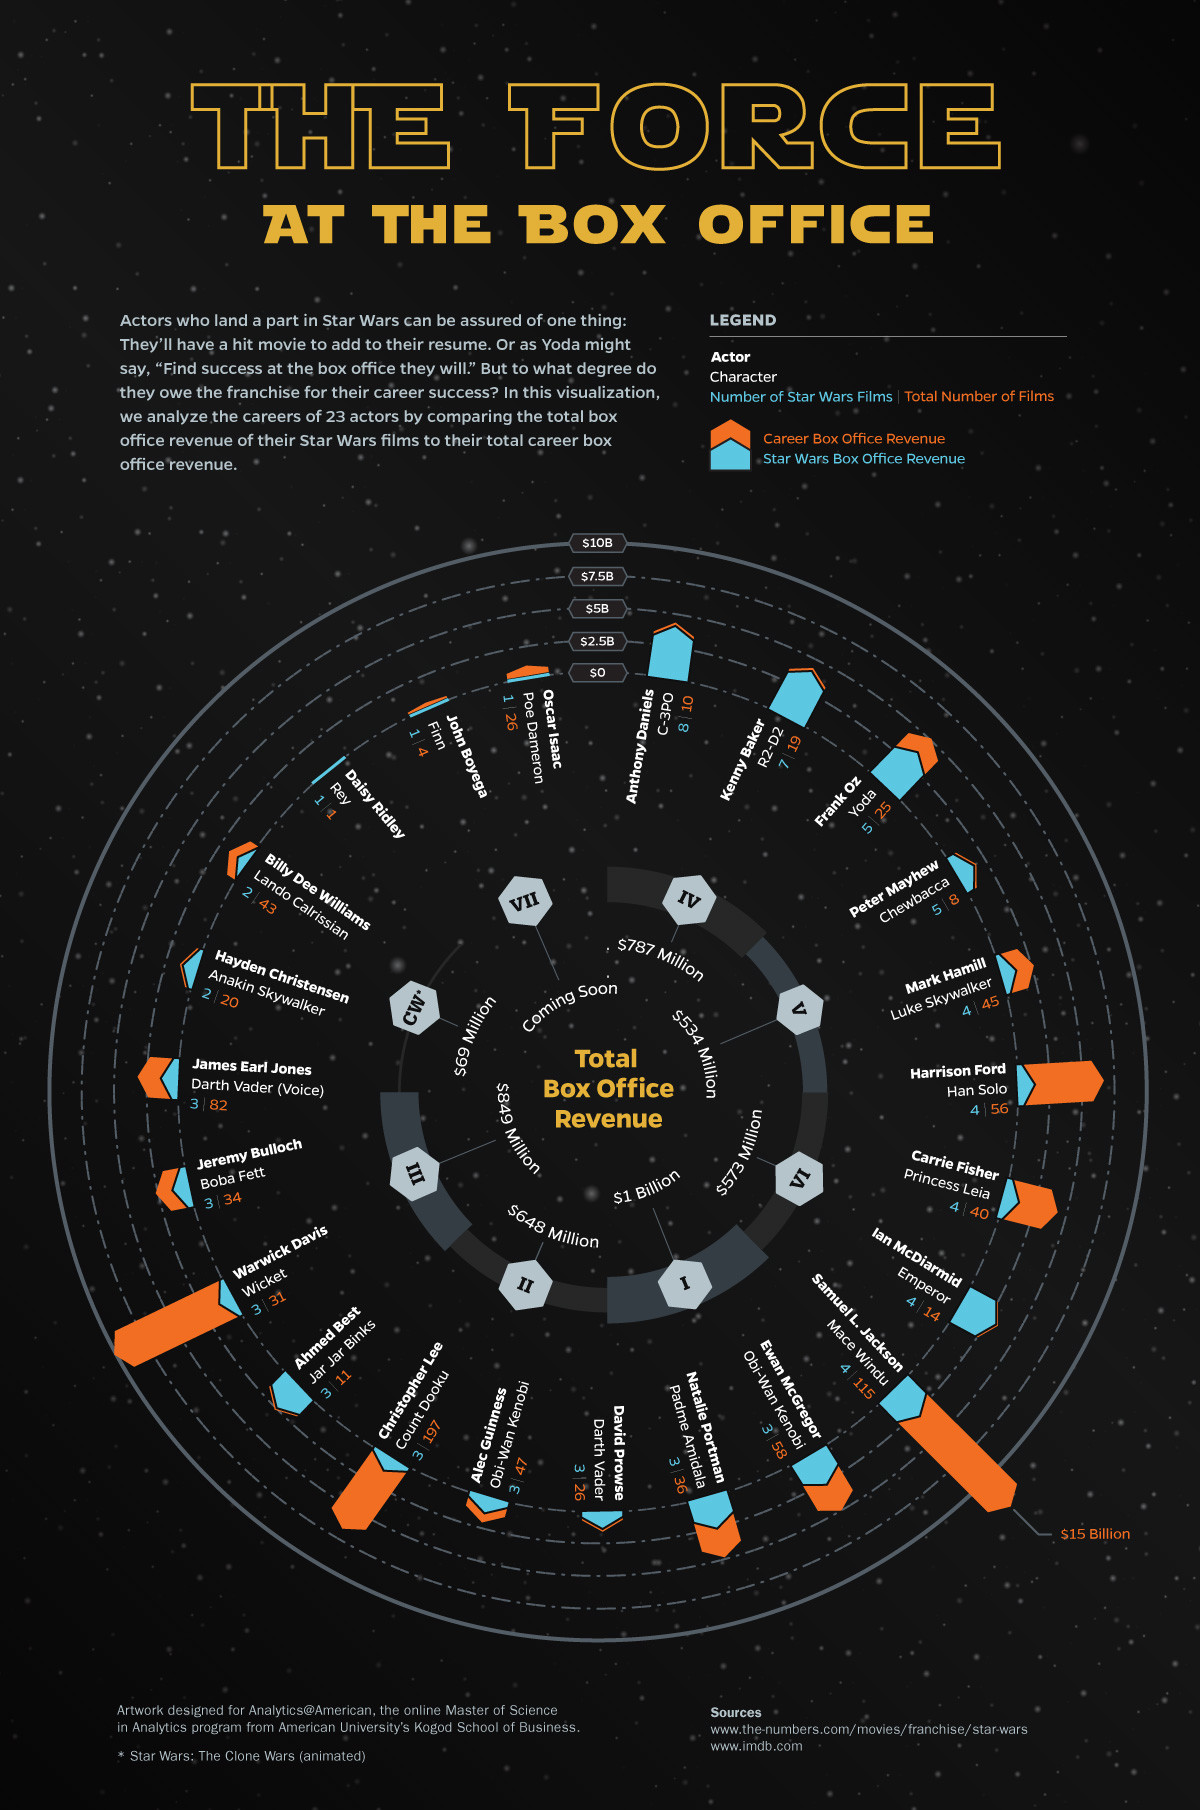 THE FORCE
AT THE BOX OFFICE
Actors who land a part in Star Wars can be assured of one thing:
They’ll have a hit movie to add to their resume. Or as Yoda might
say, “Find success at the box office they will.” But to what degree do
they owe the franchise for their career success? In this visualization,
we analyze the careers of 23 actors by comparing the total box
office revenue of their Star Wars films to their total career box
office revenue.
LEGEND
Actor
Character
Number of Star Wars Films | Total Number of Films
Career Box Office Revenue
Star Wars Box Office Revenue
$10B
$7.5B
$5B
$2.5B
$0
Anthony Daniels
C-3PO
8 | 10
Kenny Baker
R2-D2
7 | 19
Frank Oz
Yoda
5 | 25
Peter Mayhew
Chewbacca
5 | 8
Mark Hamill
Luke Skywalker
4 | 45
Harrison Ford
Han Solo
4 | 56
Carrie Fisher
Princess Leia
4 | 40
Ian McDiarmid
Emperor
4 | 14
Samuel L. Jackson
Mace Windu
4 | 115
$15 Billion
Ewan McGregor
Obi-Wan Kenobi
3 | 58
Natalie Portman
Padme Amidala
3 | 36
David Prowse
Darth Vader
3 | 26
Alec Guinness
Obi-Wan Kenobi
3 | 47
Christopher Lee
Count Dooku
3 | 197
Ahmed Best
Jar Jar Binks
3 | 11
Warwick Davis
Wicket
3 | 31
Jeremy Bulloch
Boba Fett
3 | 34
James Earl Jones
Darth Vader (Voice)
3 | 82
Hayden Christensen
Anakin Skywalker
2 | 20
Billy Dee Williams
Lando Calrissian
2 | 43
Daisy Ridley
Rey
1 | 1
John Boyega
Finn
1 | 4
Oscar Isaac
Poe Dameron
1 | 26
IV
$787 Million
V
$534 Million
VI
$573 Million
I
$1 Billion
II
$648 Million
III
$849 Million
CW*
$69 Million
VII
Coming Soon
Total
Box Office
Revenue
Artwork designed for Analytics@American, the online Master of Science
in Analytics program from American University’s Kogod School of Business.
* Star Wars: The Clone Wars (animated)
Sources
www.the-numbers.com/movies/franchise/star-wars
www.imdb.com